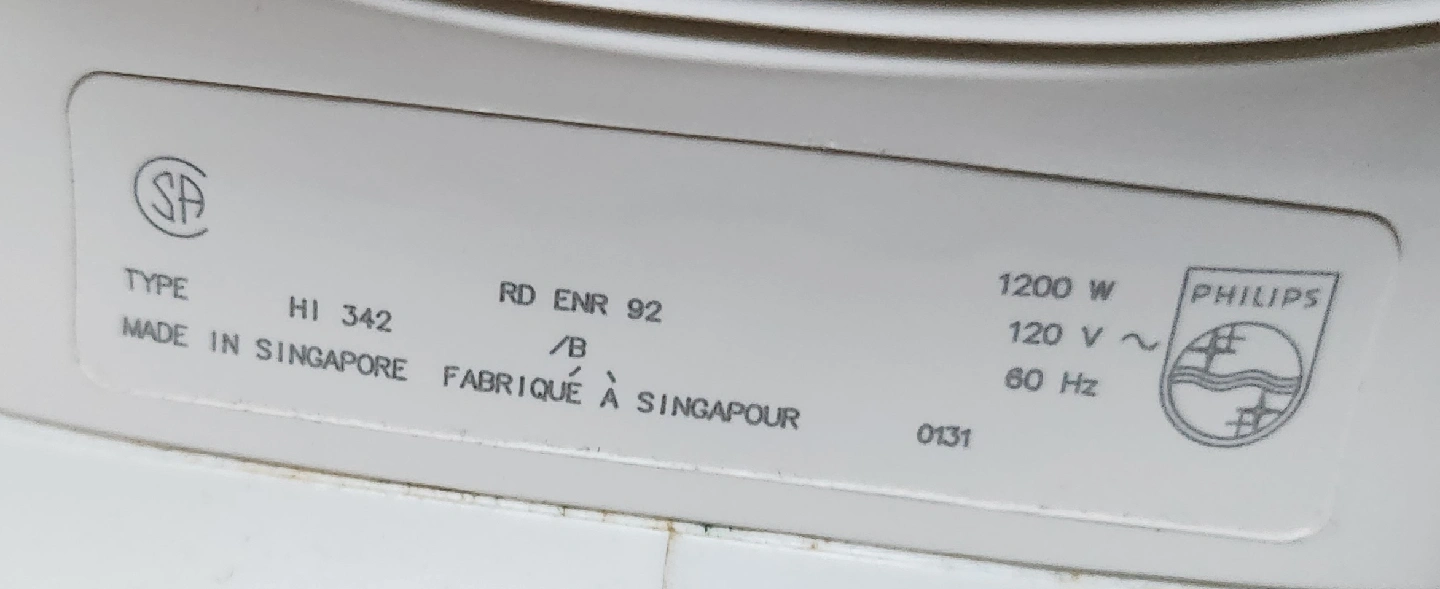 SA
TYPE HI 342 RD ENR 92 /B
MADE IN SINGAPORE FABRIQUÉ À SINGAPOUR
0131
1200 W
120 V ~
60 Hz
PHILIPS